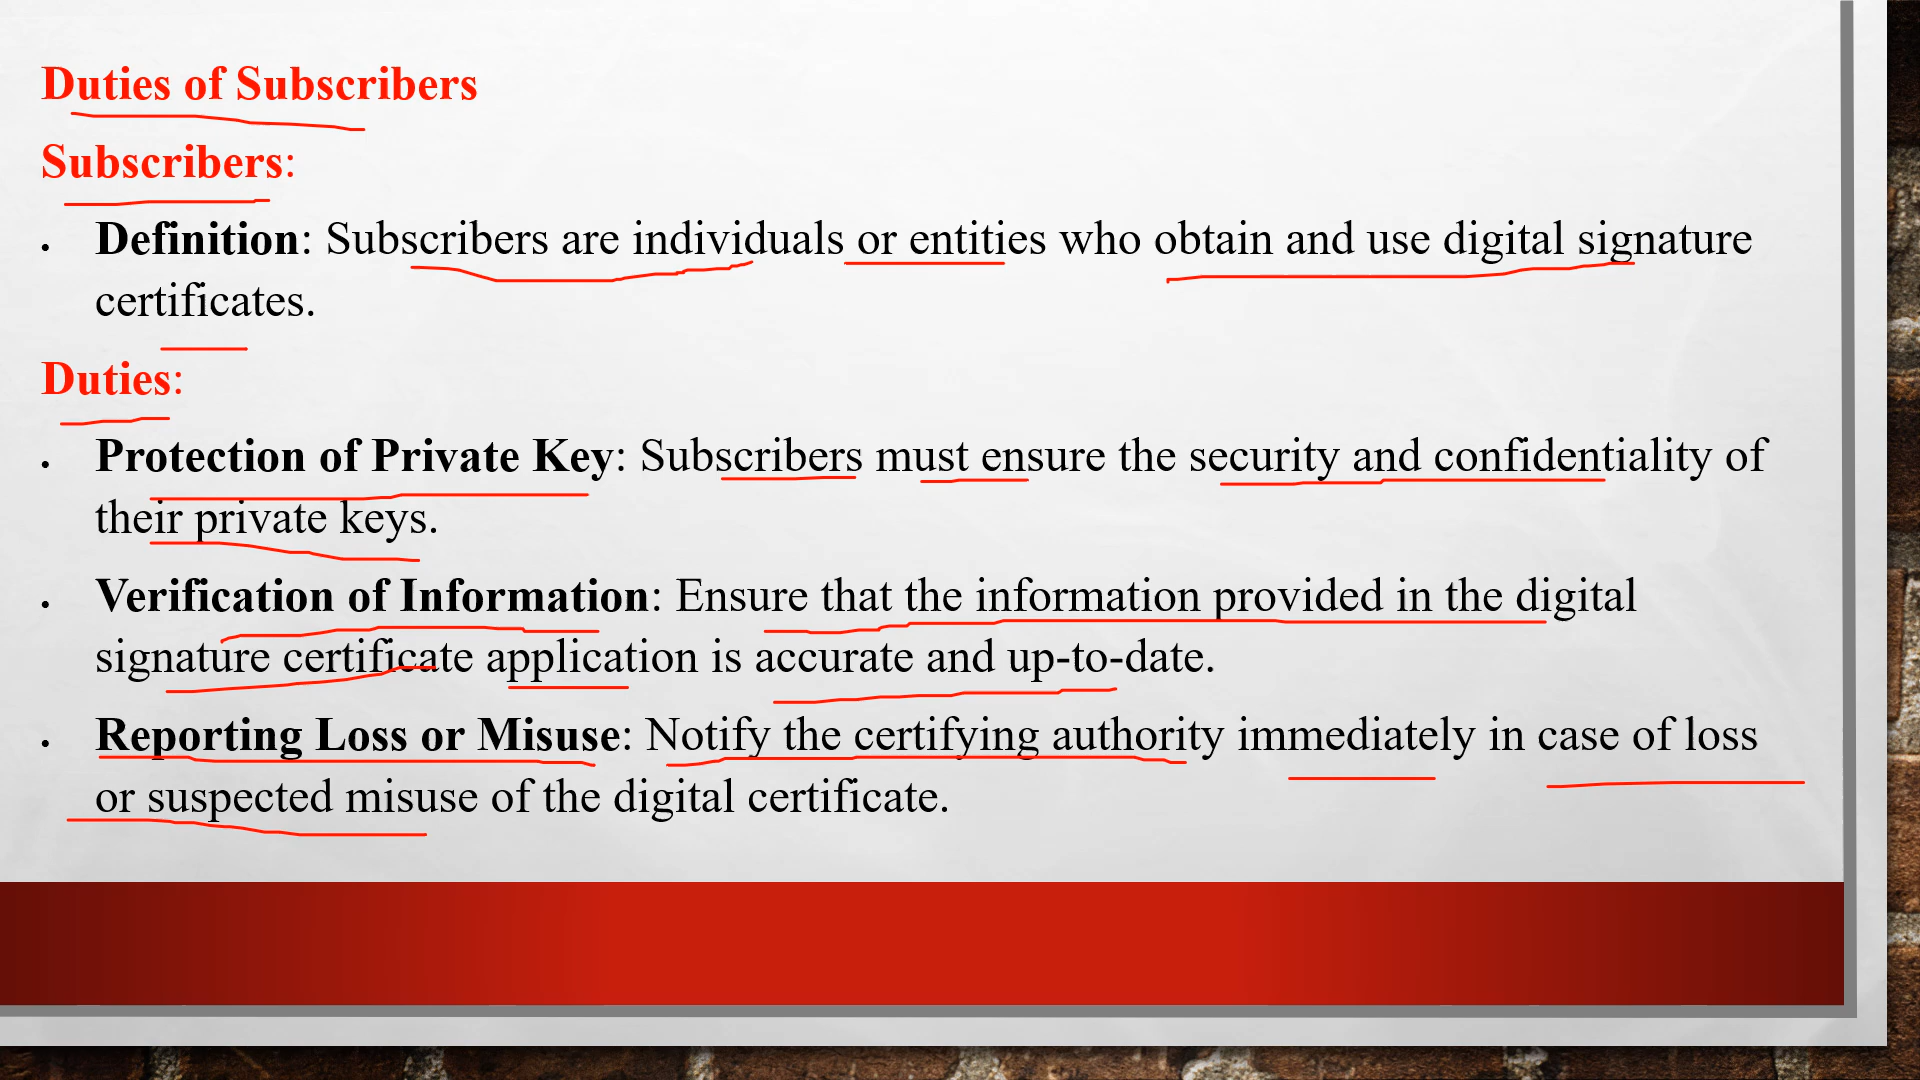 Duties of Subscribers
Subscribers:
• Definition: Subscribers are individuals or entities who obtain and use digital signature
certificates.
Duties:
• Protection of Private Key: Subscribers must ensure the security and confidentiality of
their private keys.
• Verification of Information: Ensure that the information provided in the digital
signature certificate application is accurate and up-to-date.
• Reporting Loss or Misuse: Notify the certifying authority immediately in case of loss
or suspected misuse of the digital certificate.